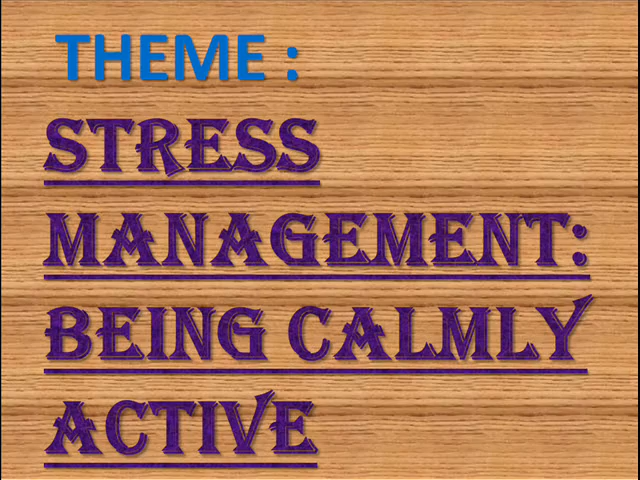 THEME :
STRESS
MANAGEMENT:
BEING CALMLY
ACTIVE